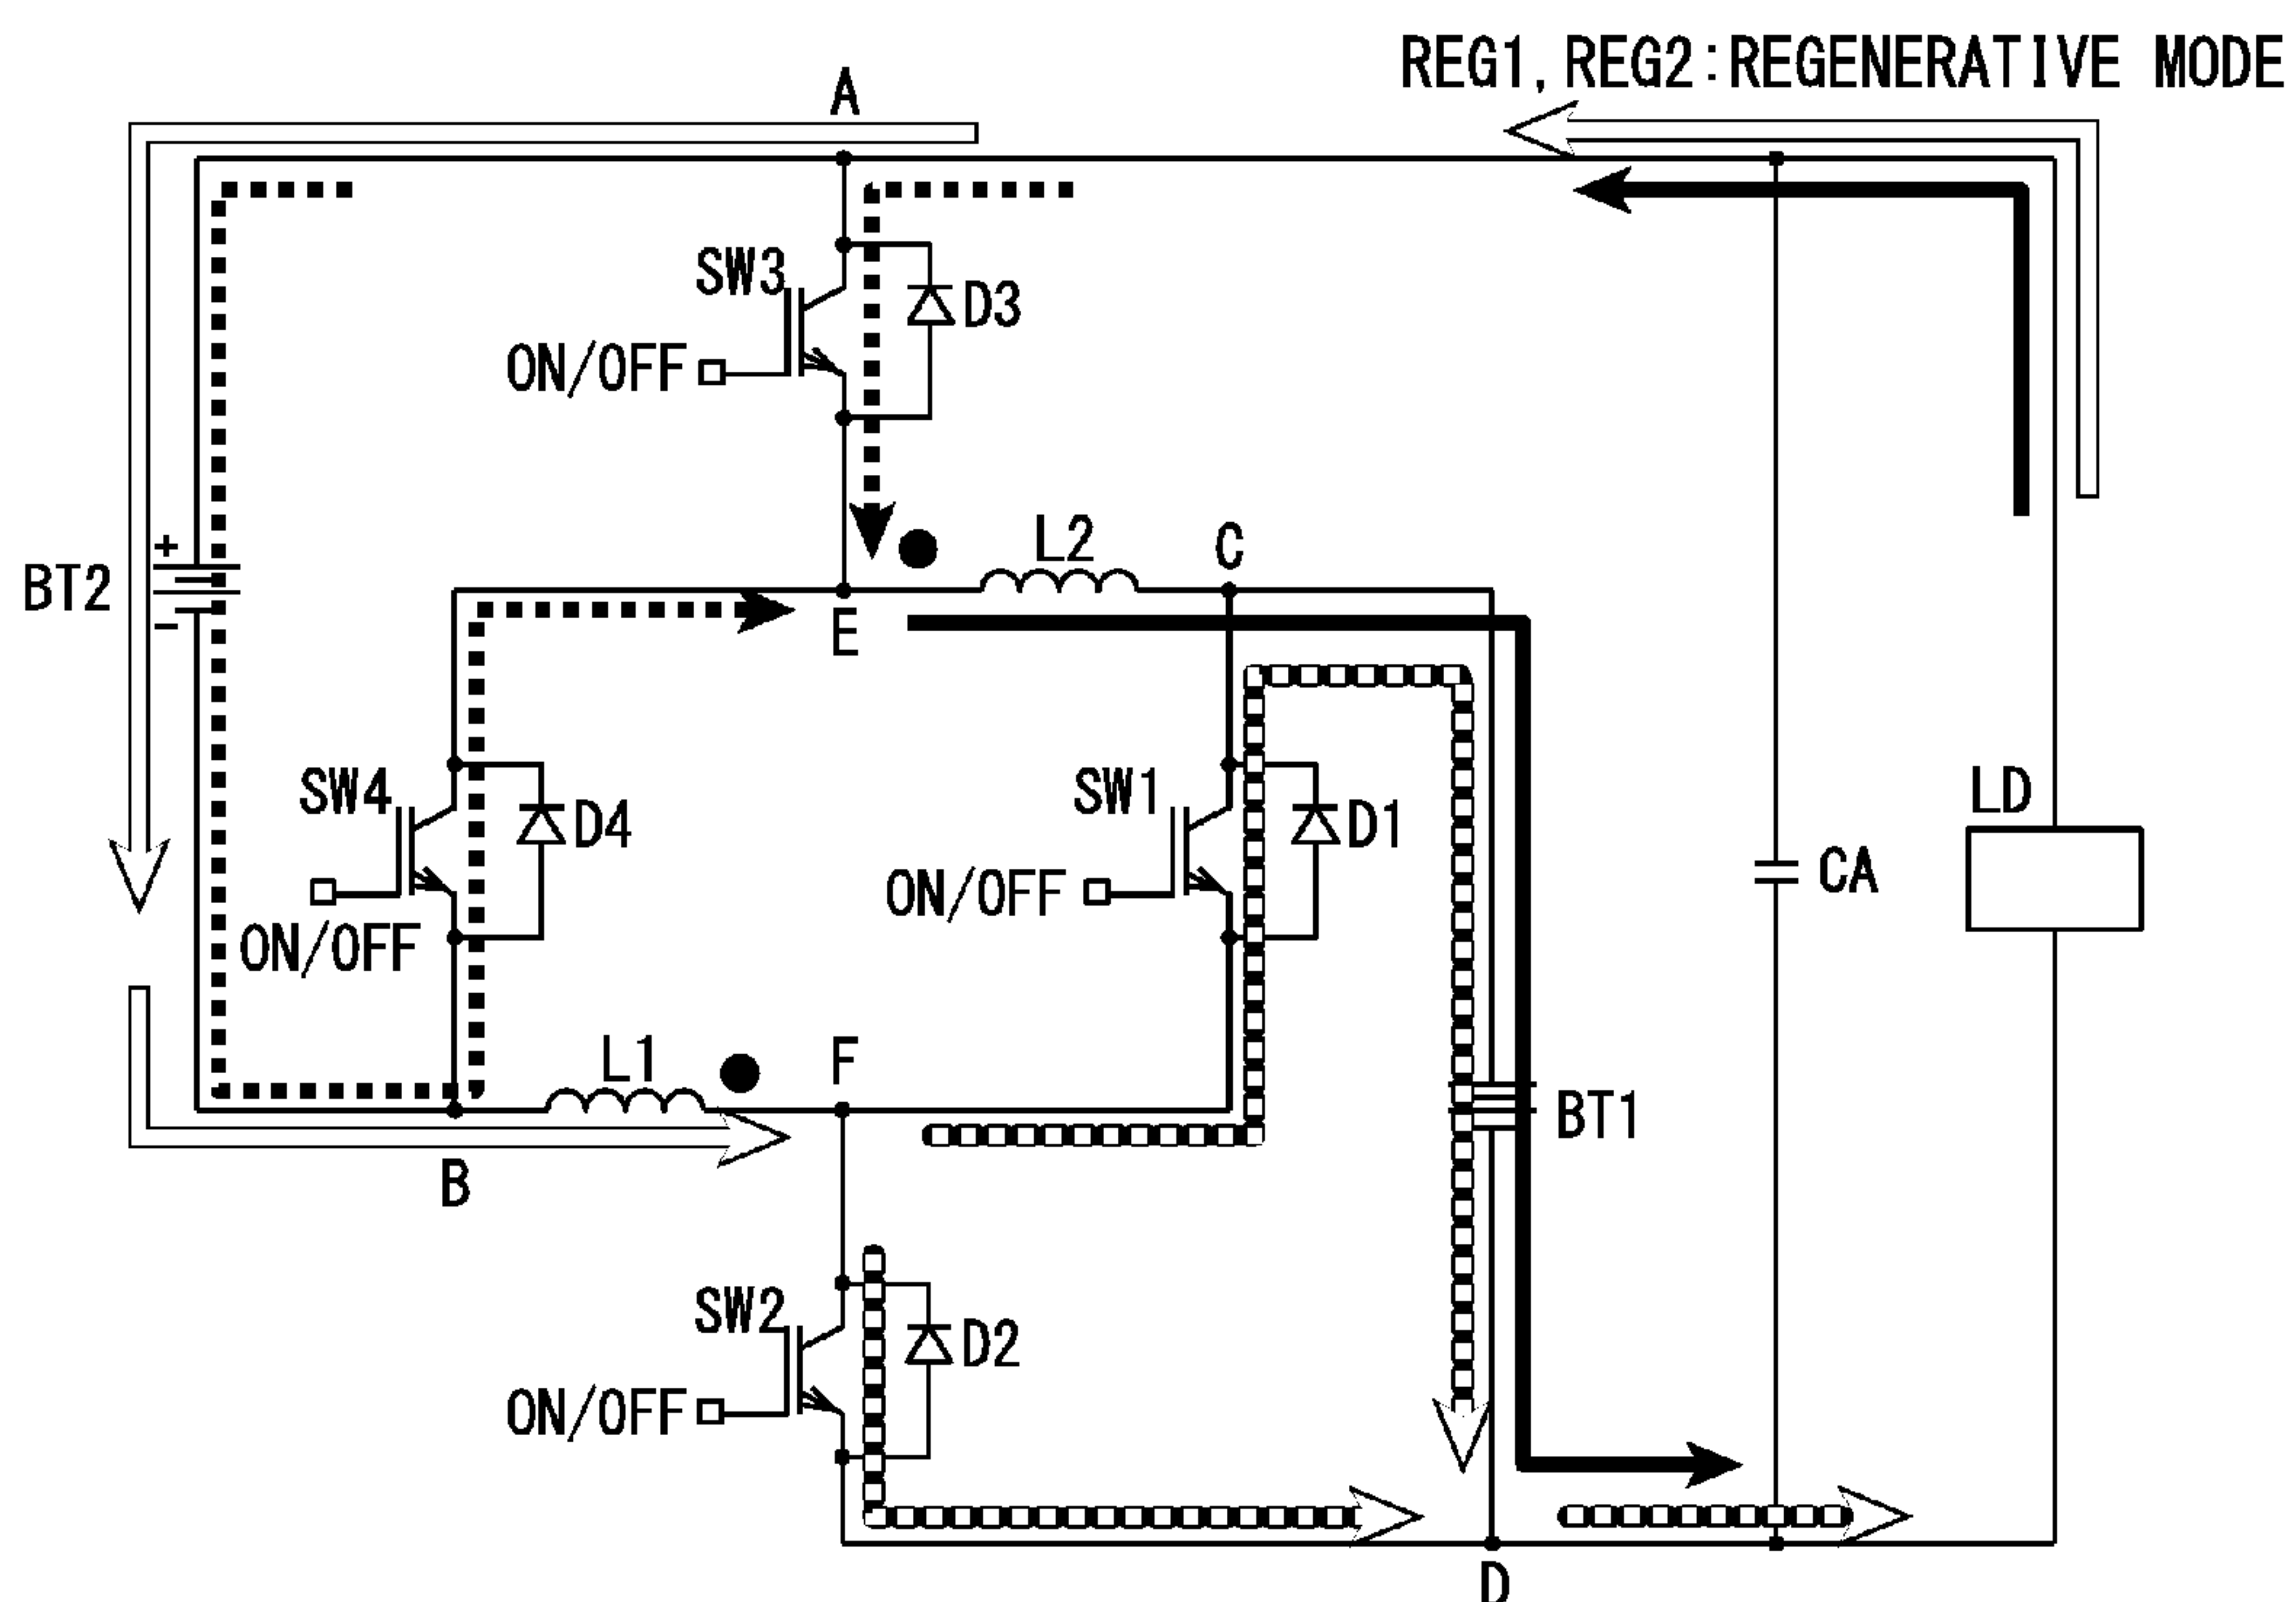 REG1, REG2:REGENERATIVE MODE
A
SW3
D3
ON/OFF
L2
C
+
BT2
−
E
SW4
D4
SW1
D1
LD
ON/OFF
ON/OFF
CA
L1
F
BT1
B
SW2
D2
ON/OFF
D